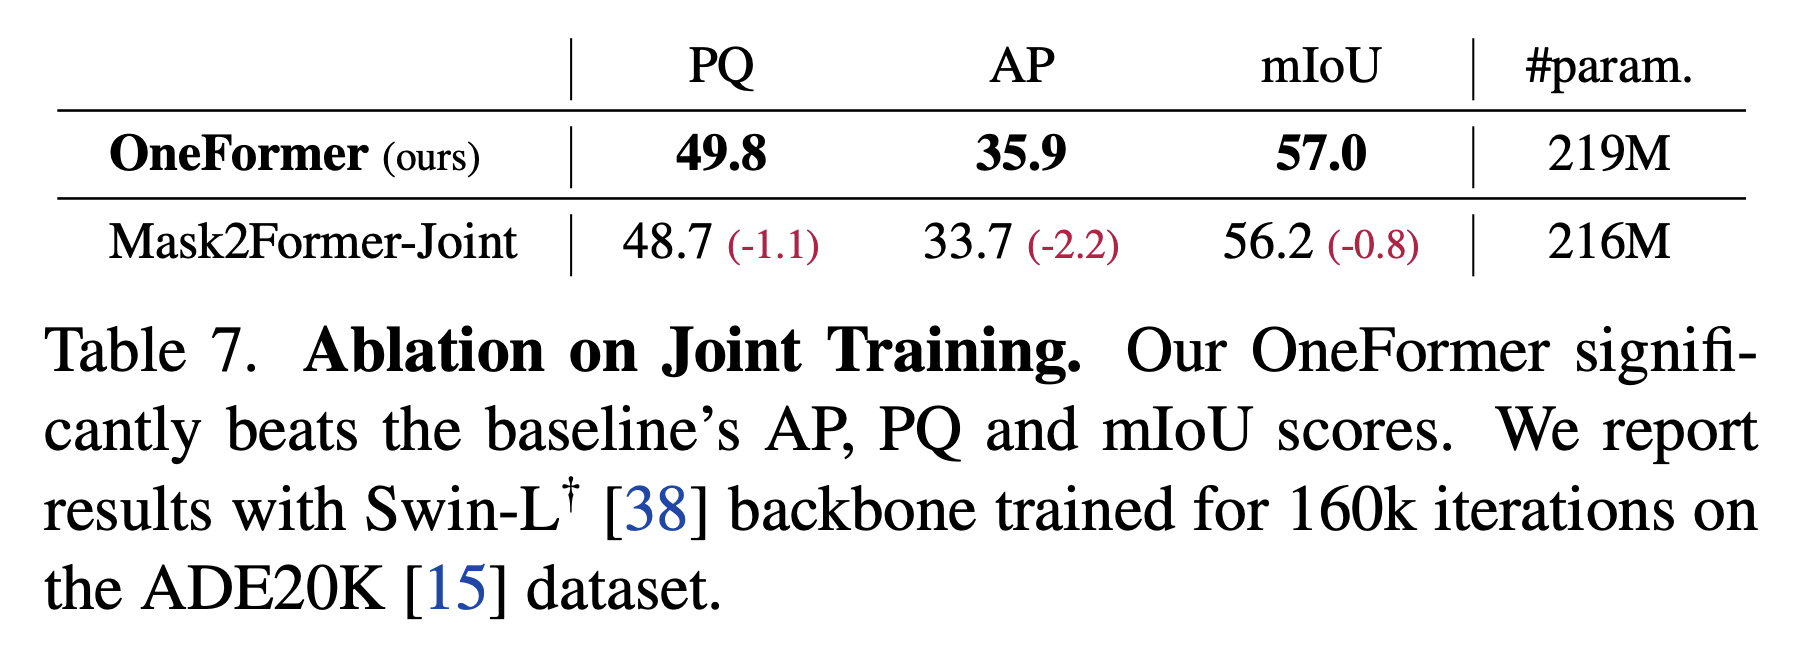 PQ AP mIoU #param.
OneFormer (ours) 49.8 35.9 57.0 219M
Mask2Former-Joint 48.7 (-1.1) 33.7 (-2.2) 56.2 (-0.8) 216M
Table 7. Ablation on Joint Training. Our OneFormer signifi-
cantly beats the baseline’s AP, PQ and mIoU scores. We report
results with Swin-L† [38] backbone trained for 160k iterations on
the ADE20K [15] dataset.